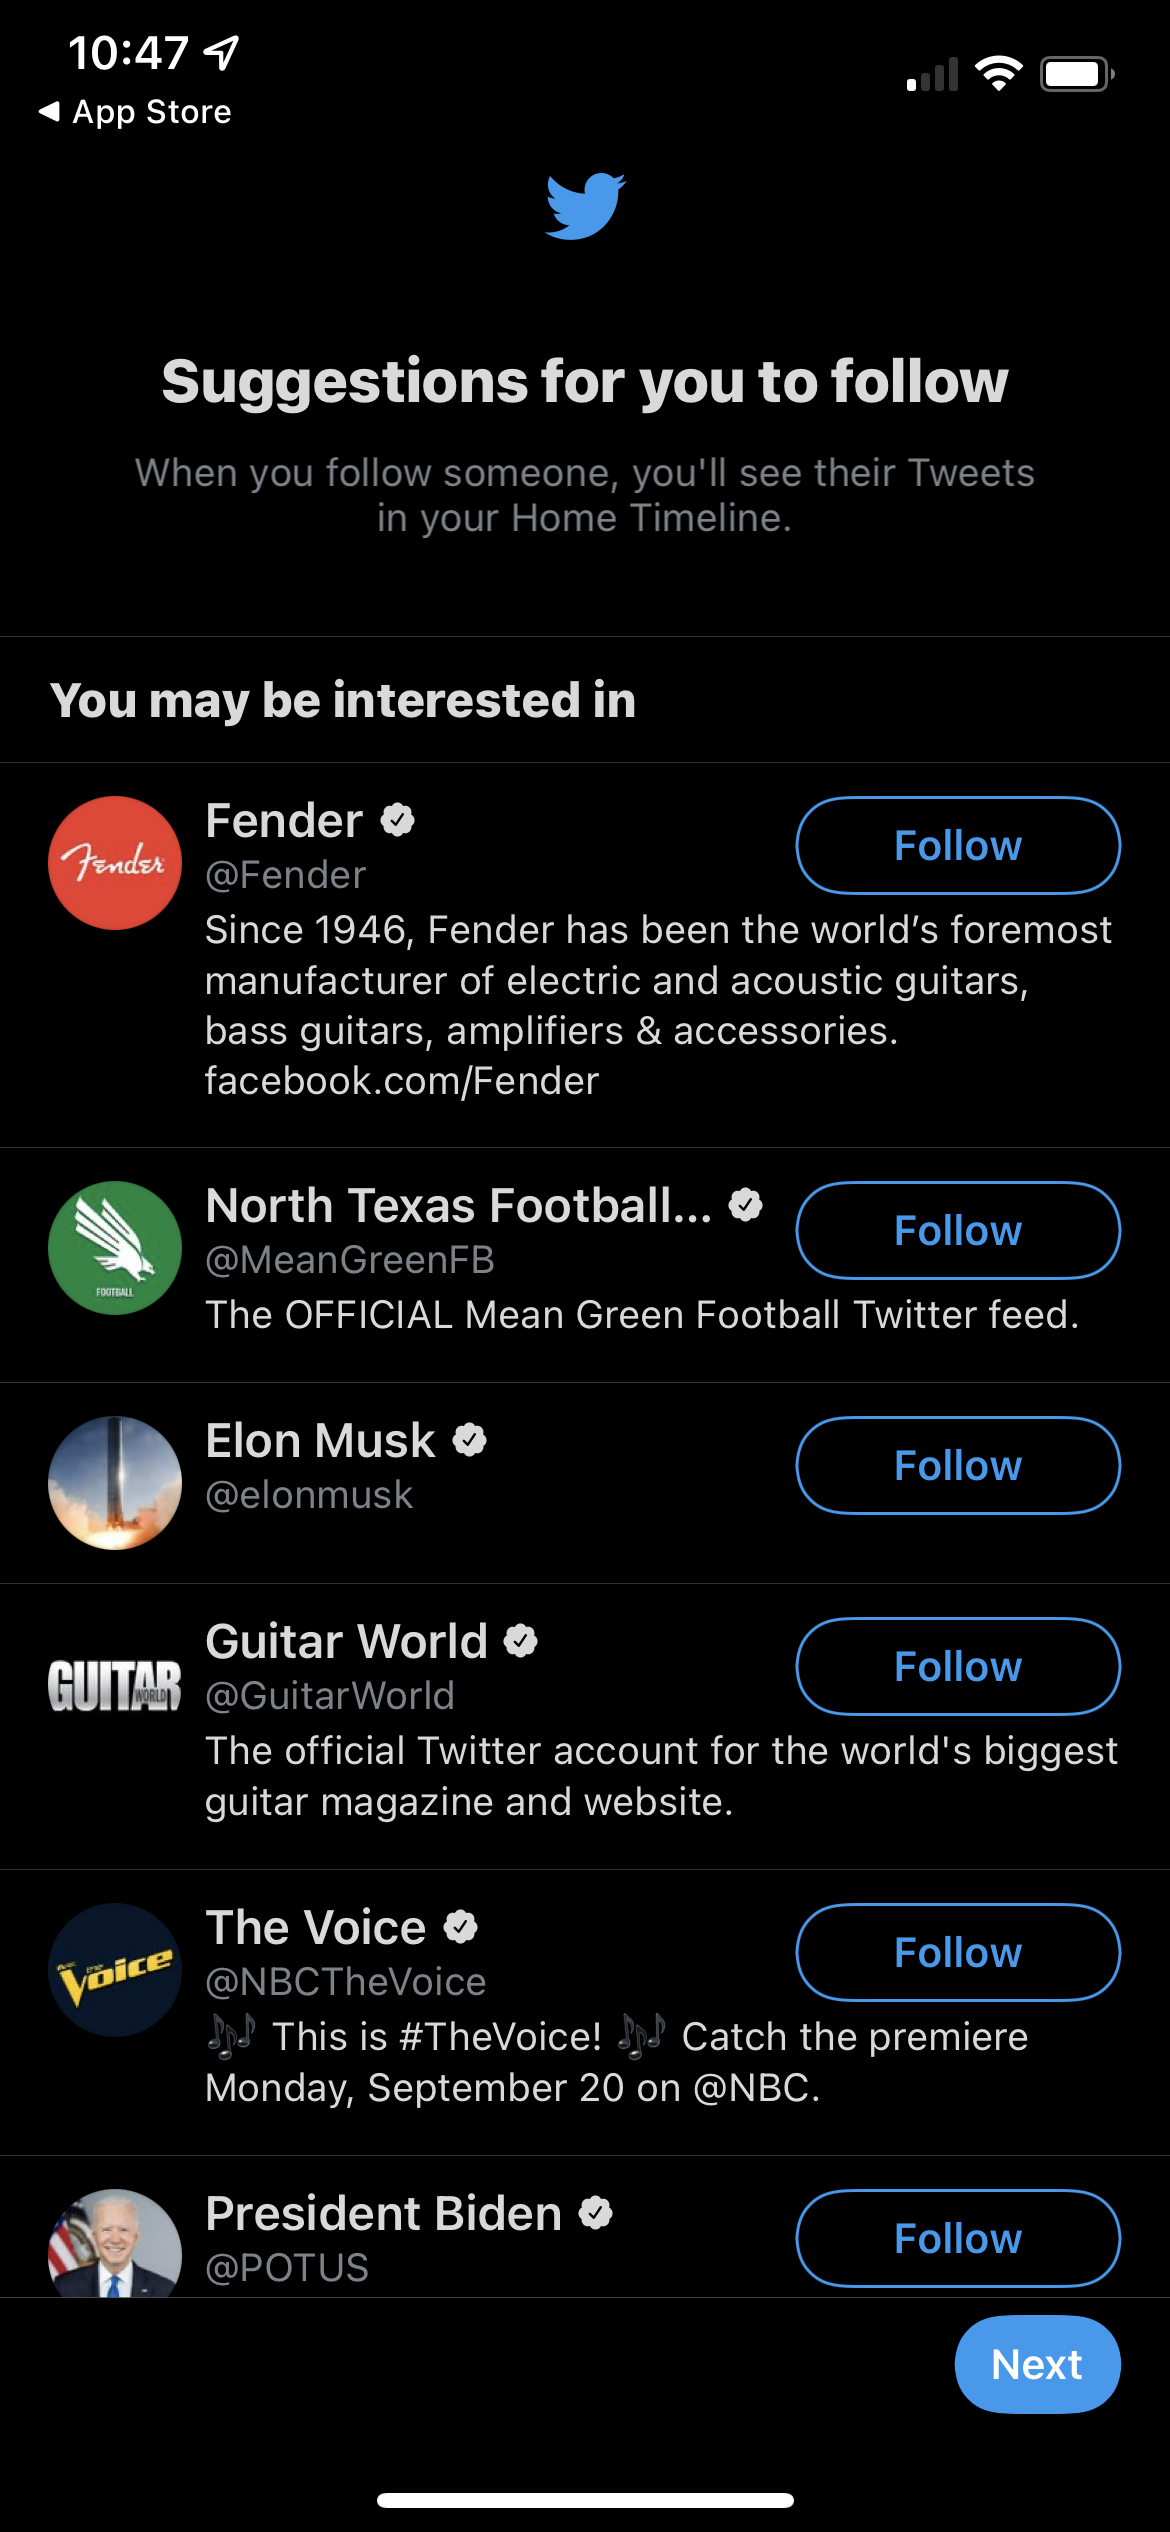 10:47
App Store
Suggestions for you to follow
When you follow someone, you'll see their Tweets
in your Home Timeline.
You may be interested in
Fender
Fender
Follow
@Fender
Since 1946, Fender has been the world’s foremost
manufacturer of electric and acoustic guitars,
bass guitars, amplifiers & accessories.
facebook.com/Fender
FOOTBALL
North Texas Football...
Follow
@MeanGreenFB
The OFFICIAL Mean Green Football Twitter feed.
Elon Musk
Follow
@elonmusk
GUITAR
WORLD
Guitar World
Follow
@GuitarWorld
The official Twitter account for the world's biggest
guitar magazine and website.
the
Voice
The Voice
Follow
@NBCTheVoice
🎶 This is #TheVoice! 🎶 Catch the premiere
Monday, September 20 on @NBC.
President Biden
Follow
@POTUS
Next